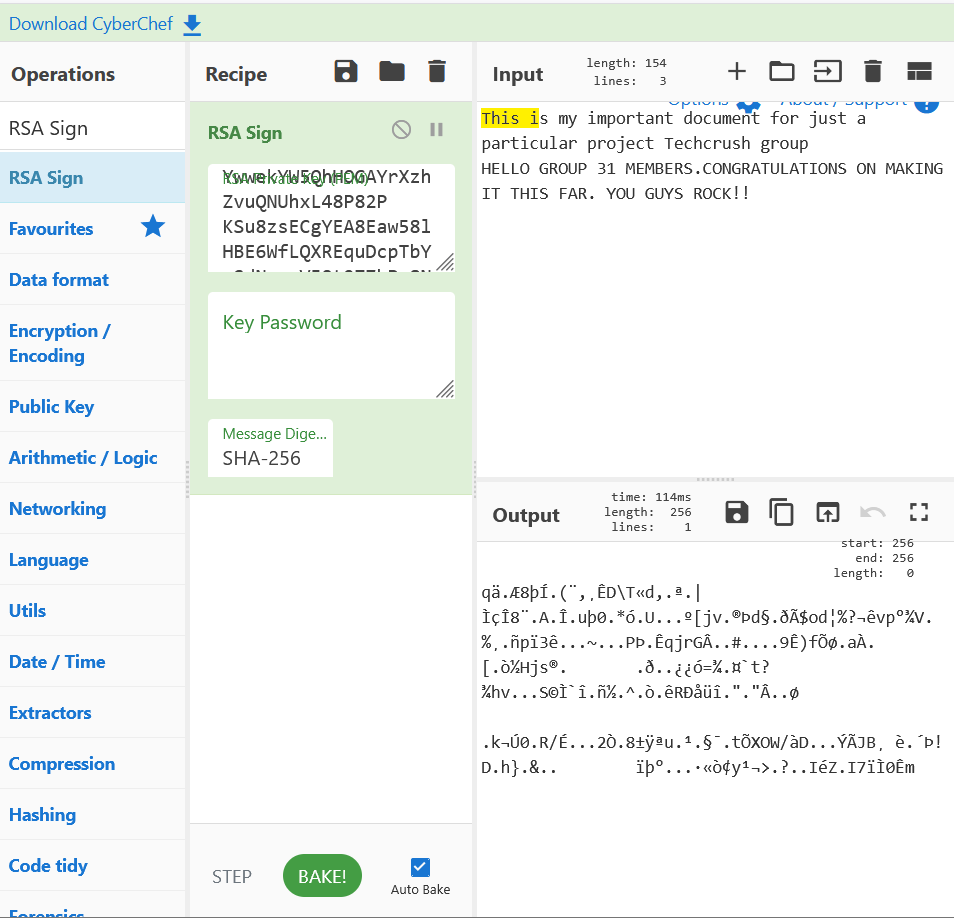 Download CyberChef
Operations
RSA Sign
RSA Sign
Favourites
Data format
Encryption /
Encoding
Public Key
Arithmetic / Logic
Networking
Language
Utils
Date / Time
Extractors
Compression
Hashing
Code tidy
Forensics
Recipe
RSA Sign
RSA Private Key (PEM)
YwwekYW5QhHOGAYrXzh
ZvuQNUhxL48P82P
KSu8zsECgYEA8Eaw58l
HBE6WfLQXREquDcpTbY
Key Password
Message Dige...
SHA-256
STEP
BAKE!
Auto Bake
Input
length: 154
lines: 3
Options
About / Support
This is my important document for just a
particular project Techcrush group
HELLO GROUP 31 MEMBERS.CONGRATULATIONS ON MAKING
IT THIS FAR. YOU GUYS ROCK!!
Output
time: 114ms
length: 256
lines: 1
start: 256
end: 256
length: 0
qä.Æ8þÍ.(¨,¸ÊD\T«d,.ª.|
ÌçÎ8¨.A.Î.uþ0.*ó.U...º[jv.®Þd§.ðÃ$od¦%?¬êvpº¾V.
%¸.ñpï3ê...~...PÞ.ÊqjrGÂ..#....9Ê)fÕø.aÀ.
[.ò½Hjs®. .ð..¿¿ó=¾.¤`t?
¾hv...S©Ì`î.ñ½.^.ò.êRÐåüî."."Â..ø
.k¬Ú0.R/É...2Ò.8±ÿªu.¹.§¯.tÕXOW/àD...ÝÃJB¸ è.´Þ!
D.h}.&.. ïþº...·«ò¢y¹¬>.?..IéZ.I7ïÌ0Êm